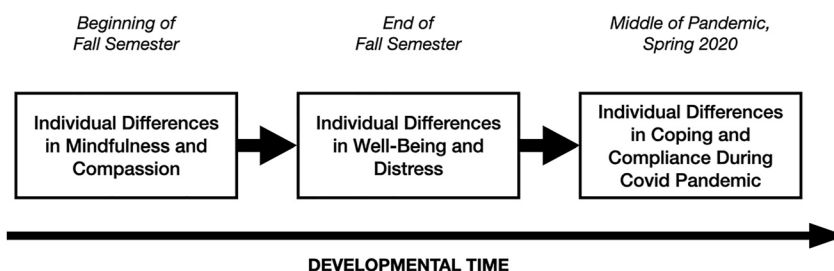 Beginning of
Fall Semester
End of
Fall Semester
Middle of Pandemic,
Spring 2020
Individual Differences
in Mindfulness and
Compassion
Individual Differences
in Well-Being and
Distress
Individual Differences
in Coping and
Compliance During
Covid Pandemic
DEVELOPMENTAL TIME